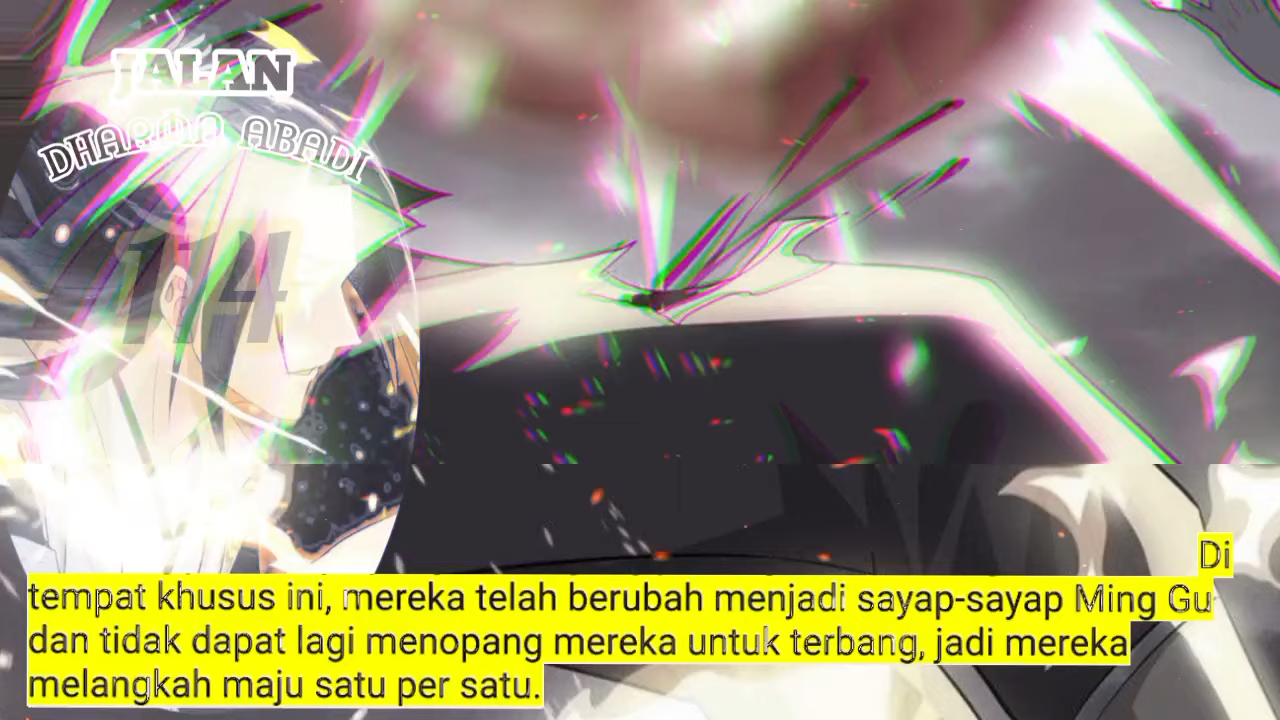 JALAN
DHARMA ABADI
114
Di
tempat khusus ini, mereka telah berubah menjadi sayap-sayap Ming Gu
dan tidak dapat lagi menopang mereka untuk terbang, jadi mereka
melangkah maju satu per satu.